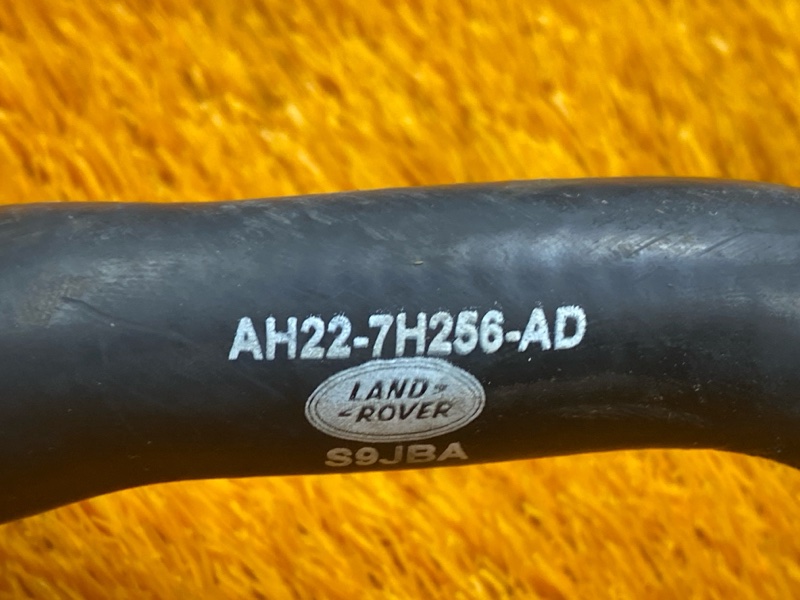 AH22-7H256-AD
LAND-
-ROVER
S9JBA